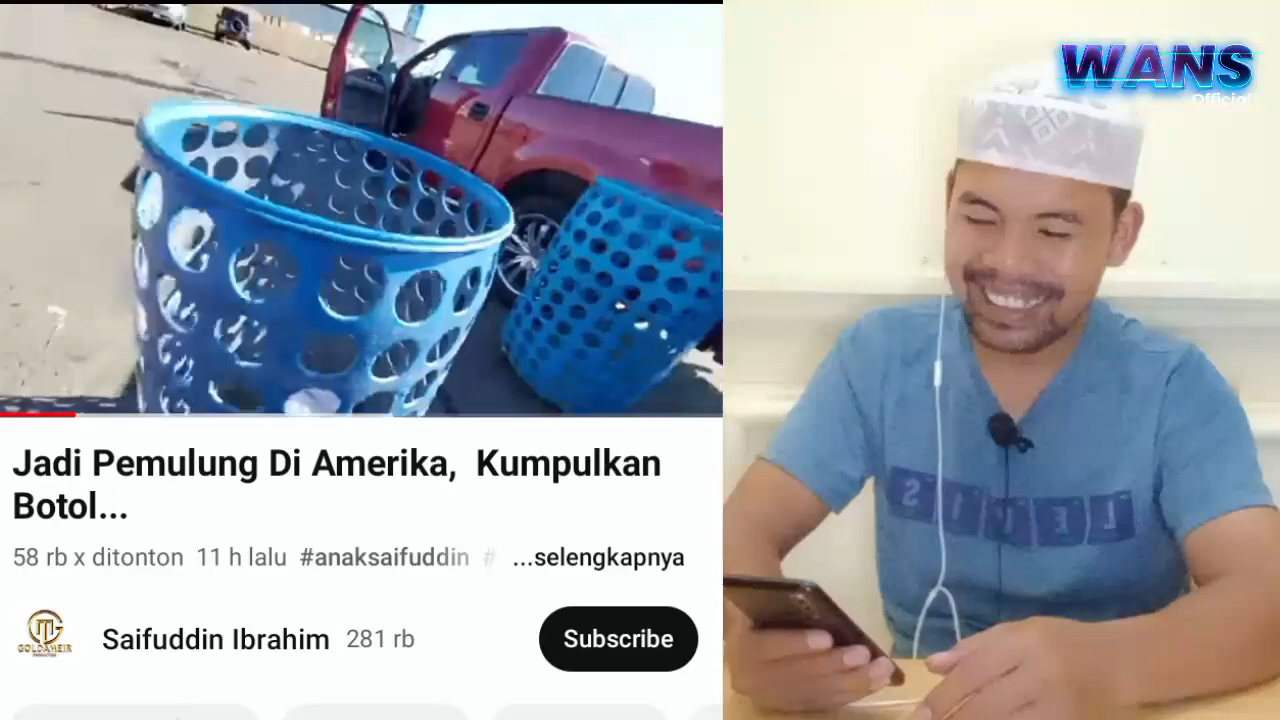 Jadi Pemulung Di Amerika, Kumpulkan
Botol...
58 rb x ditonton 11 h lalu #anaksaifuddin # ...selengkapnya
GOLDAMEIR
Saifuddin Ibrahim 281 rb
Subscribe
WANS
Official